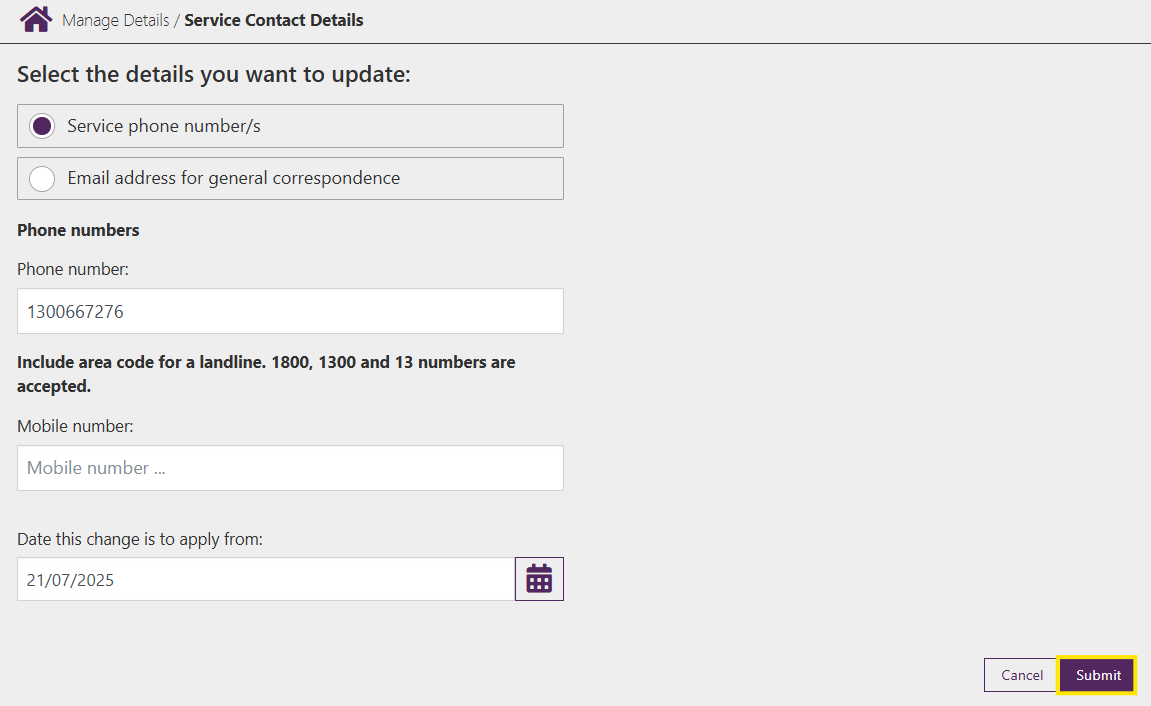 Manage Details / Service Contact Details
Select the details you want to update:
Service phone number/s
Email address for general correspondence
Phone numbers
Phone number:
1300667276
Include area code for a landline. 1800, 1300 and 13 numbers are
accepted.
Mobile number:
Mobile number ...
Date this change is to apply from:
21/07/2025
Cancel Submit